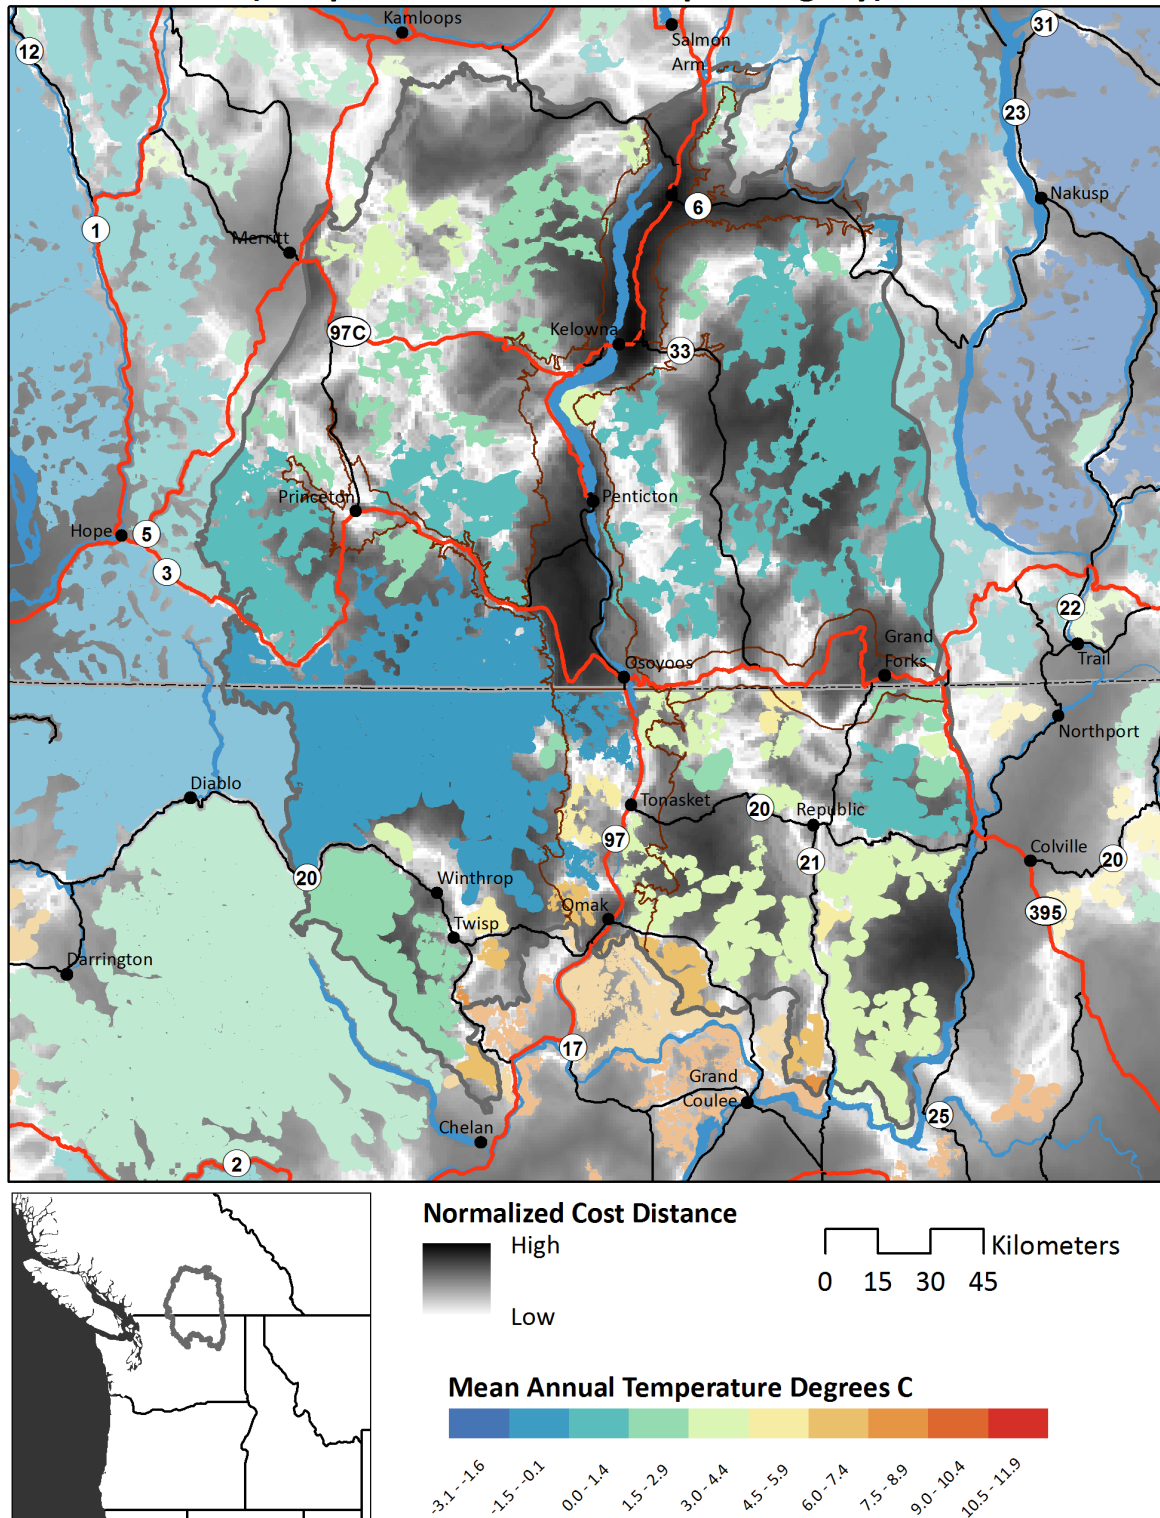 Kamloops
Salmon
Arm
31
12
23
Nakusp
6
1
Merritt
97C
Kelowna
33
Penticton
Princeton
Hope
5
3
22
Grand
Forks
Trail
Osoyoos
Northport
Diablo
Tonasket
20
Republic
97
21
Colville
20
20
Winthrop
395
Omak
Twisp
Darrington
17
Grand
Coulee
25
Chelan
2
Normalized Cost Distance
High
Low
Kilometers
0 15 30 45
Mean Annual Temperature Degrees C
-3.1 - -1.6
-1.5 - -0.1
0.0 - 1.4
1.5 - 2.9
3.0 - 4.4
4.5 - 5.9
6.0 - 7.4
7.5 - 8.9
9.0 - 10.4
10.5 - 11.9